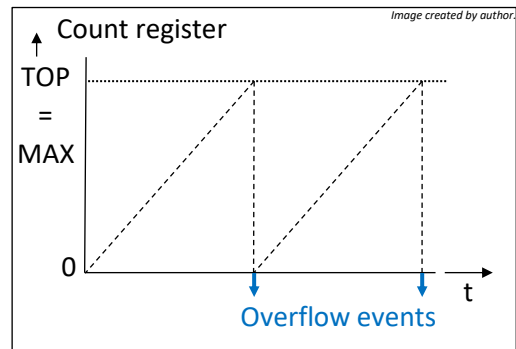 Image created by author.
Count register
TOP
=
MAX
0
t
Overflow events